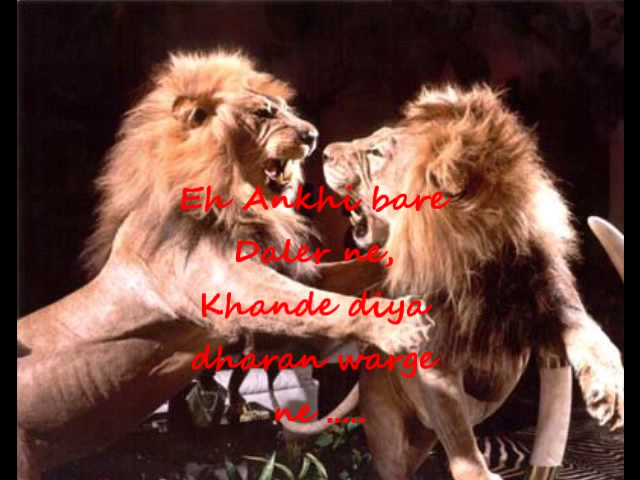 Eh Ankhi bare
Daler ne,
Khande diya
dharan warge
ne .....